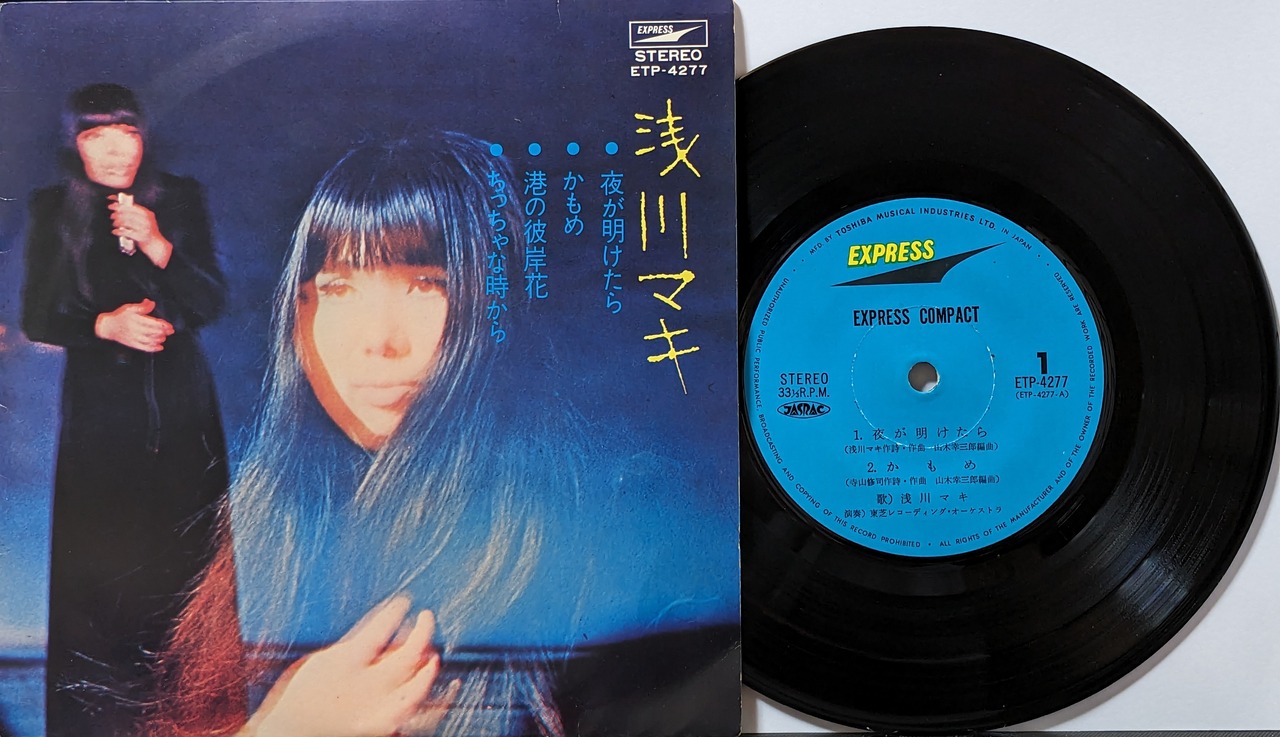 EXPRESS
STEREO
ETP-4277
浅川マキ
●夜が明けたら
●かもめ
●港の彼岸花
●ちっちゃな時から
MFD BY TOSHIBA MUSICAL INDUSTRIES LTD. IN JAPAN
EXPRESS
EXPRESS COMPACT
1
STEREO
33⅓R.P.M.
ETP-4277
(ETP-4277-A)
JASRAC
1. 夜が明けたら
(浅川マキ作詩・作曲 山木幸三郎編曲)
2. かもめ
(寺山修司作詩・作曲 山木幸三郎編曲)
歌) 浅川マキ
演奏) 東芝レコーディング・オーケストラ
UNAUTHORIZED PUBLIC PERFORMANCE, BROADCASTING AND COPYING OF THIS RECORD PROHIBITED • ALL RIGHTS OF THE MANUFACTURER AND OF THE OWNER OF THE RECORDED WORK ARE RESERVED